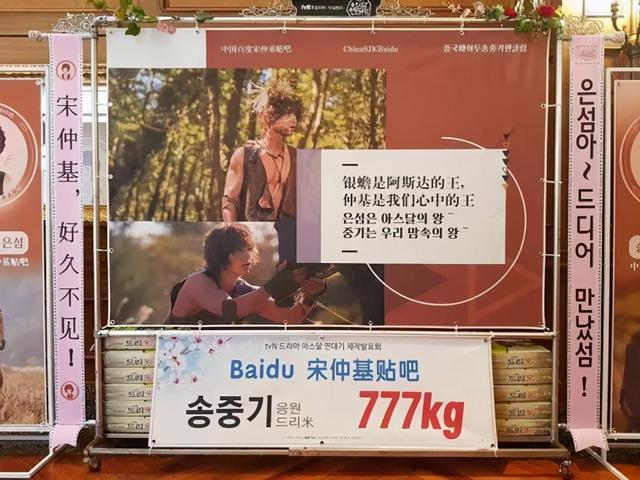 中国百度宋仲基贴吧
ChinaSJKBaidu
중국바이두송중기팬클럽
宋仲基，好久不见！
银蟾是阿斯达的王，
仲基是我们心中的王
은섬은 아스달의 왕~
중기는 우리 맘속의 왕~
은섬아~드디어 만났섬！
은섬
tvN 드라마 아스달 연대기 제작발표회
Baidu 宋仲基贴吧
송중기 응원
드리米
777kg